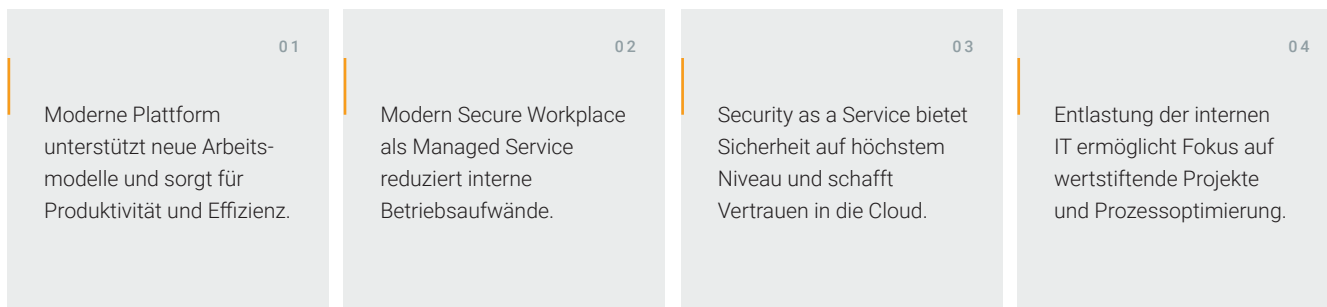 01
Moderne Plattform
unterstützt neue Arbeits-
modelle und sorgt für
Produktivität und Effizienz.
02
Modern Secure Workplace
als Managed Service
reduziert interne
Betriebsaufwände.
03
Security as a Service bietet
Sicherheit auf höchstem
Niveau und schafft
Vertrauen in die Cloud.
04
Entlastung der internen
IT ermöglicht Fokus auf
wertstiftende Projekte
und Prozessoptimierung.